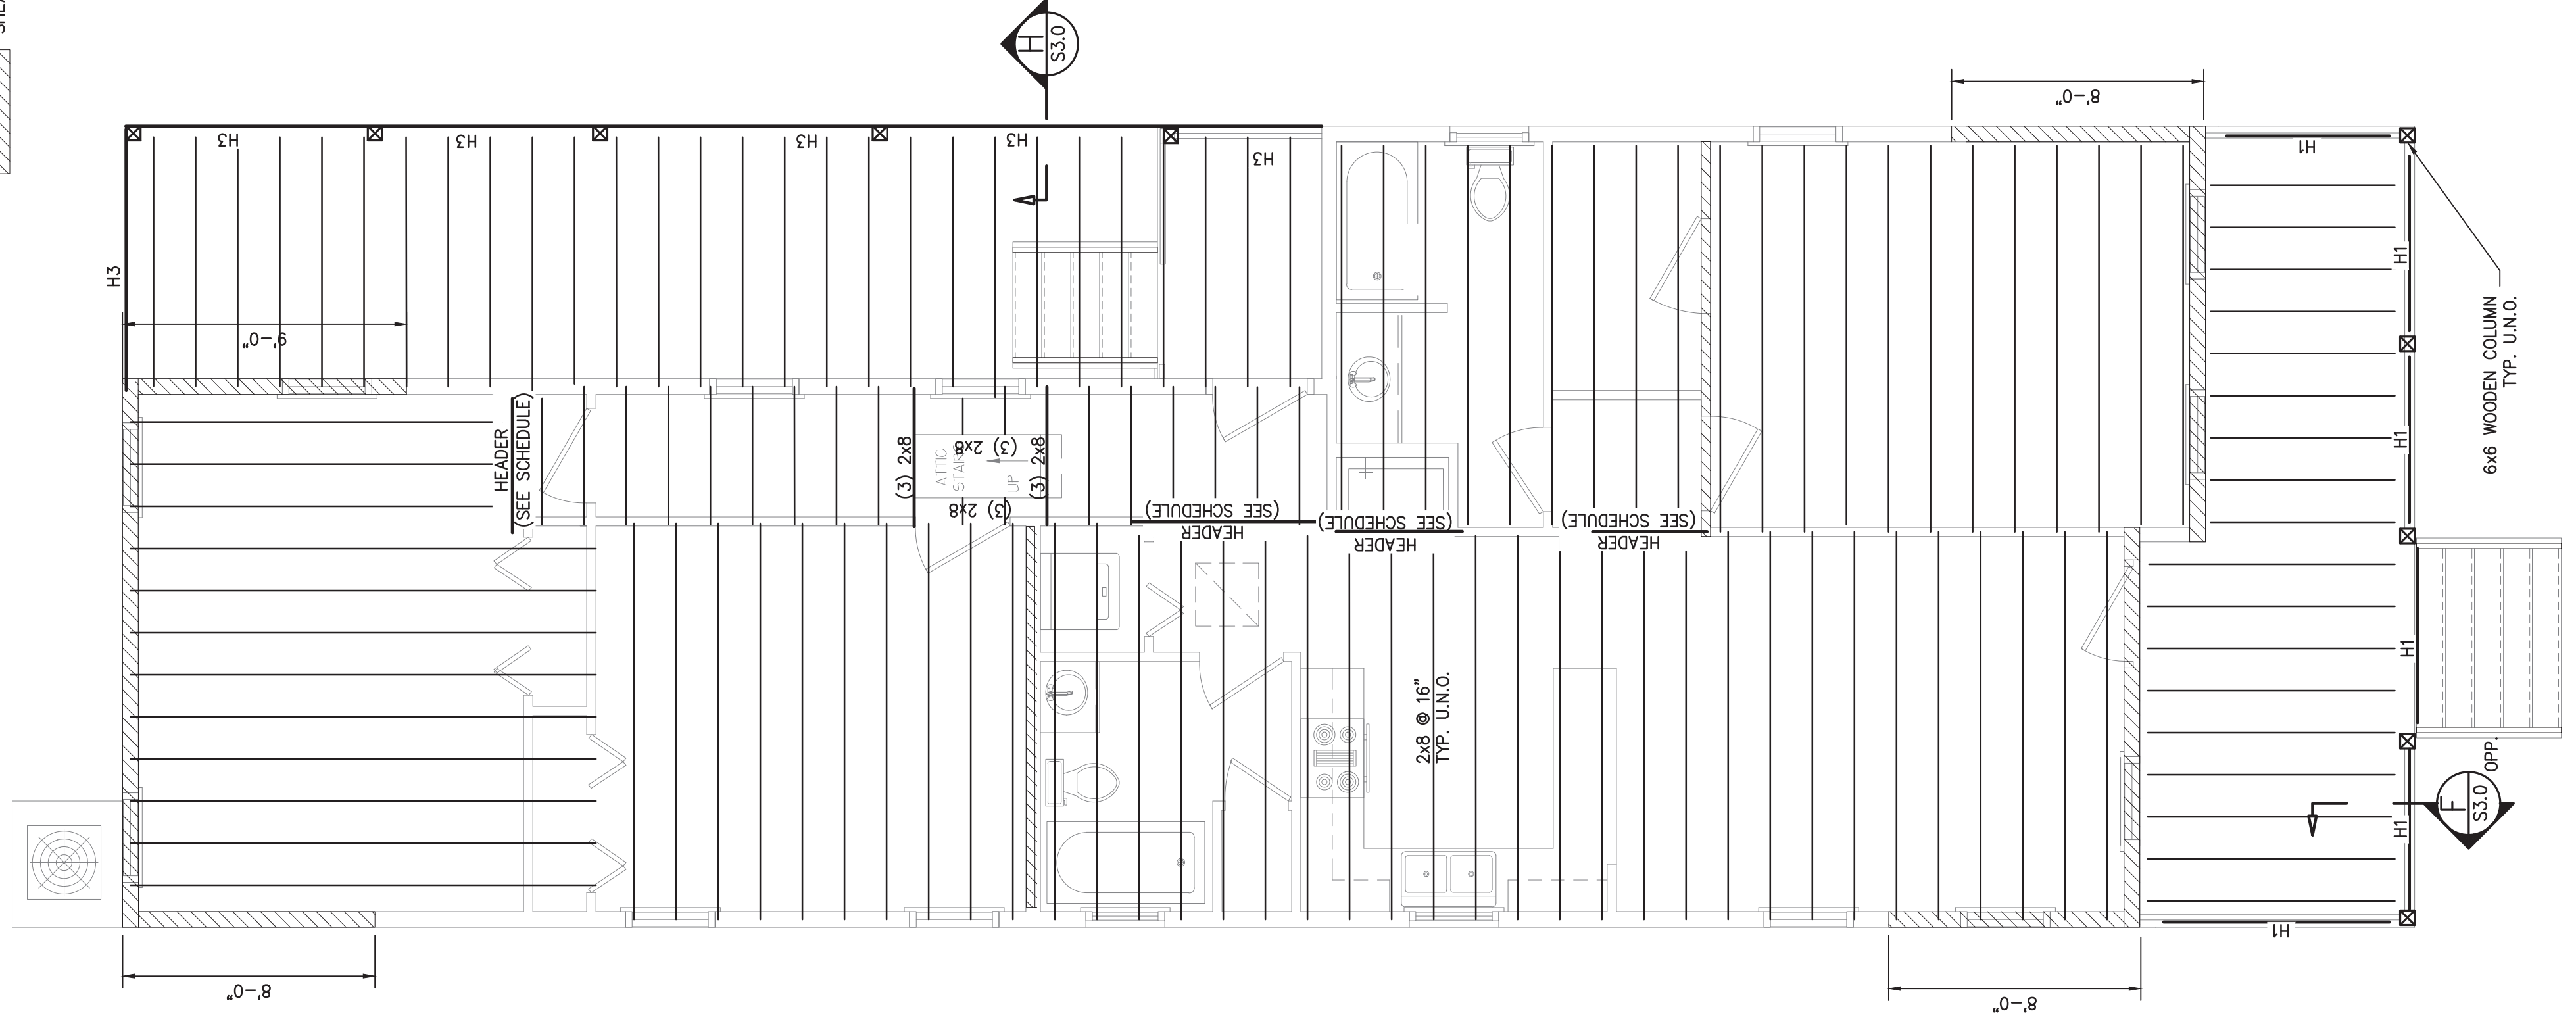 H
S3.0
8'-0"
H3
H3
H3
H3
H3
H3
H1
9'-0"
H1
6x6 WOODEN COLUMN
TYP. U.N.O.
HEADER
(SEE SCHEDULE)
(3) 2x8
(3) 2x8
(3) 2x8
(3) 2x8
ATTIC
STAIRS
UP
H1
HEADER
(SEE SCHEDULE)
HEADER
(SEE SCHEDULE)
HEADER
(SEE SCHEDULE)
H1
2x8 @ 16"
TYP. U.N.O.
OPP.
F
S3.0
H1
H1
8'-0"
8'-0"